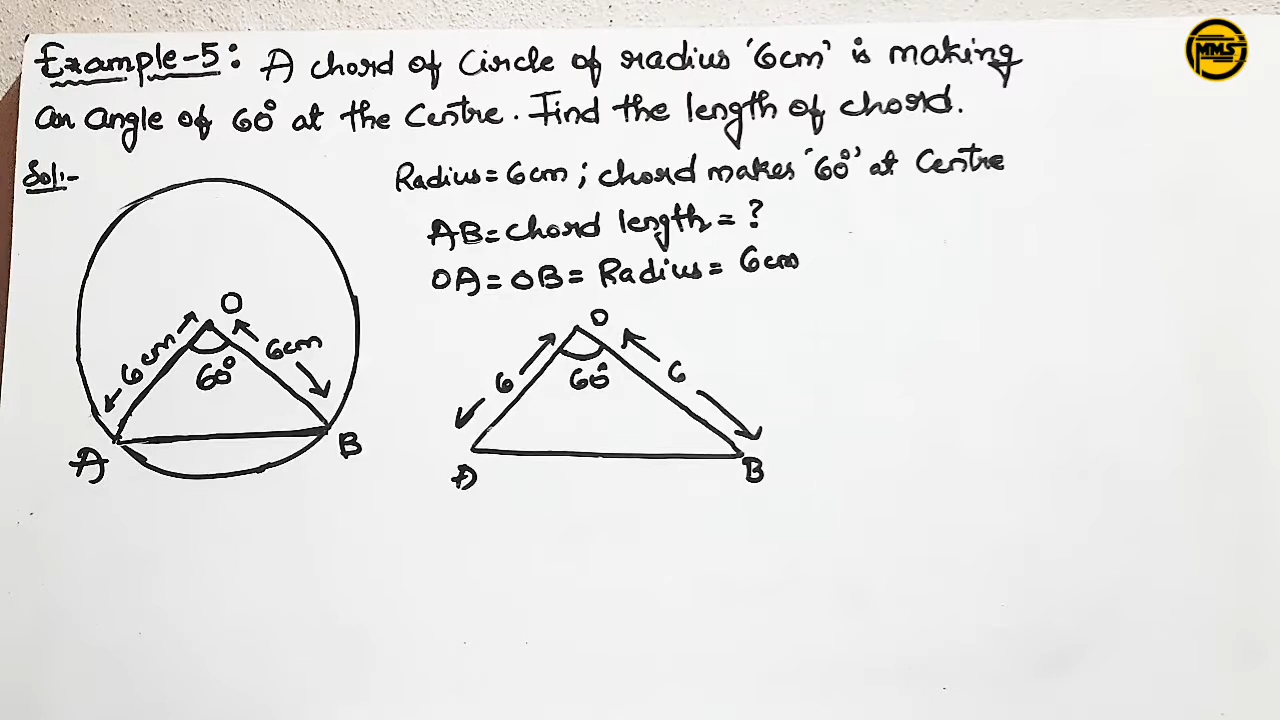 Example-5: A chord of Circle of radius '6cm' is making
an angle of 60° at the Centre. Find the length of chord.
Sol:-
Radius = 6cm ; chord makes '60°' at Centre
AB = chord length = ?
OA = OB = Radius = 6cm
O
6cm
6cm
60°
A
B
O
6
6
60°
A
B
MMS